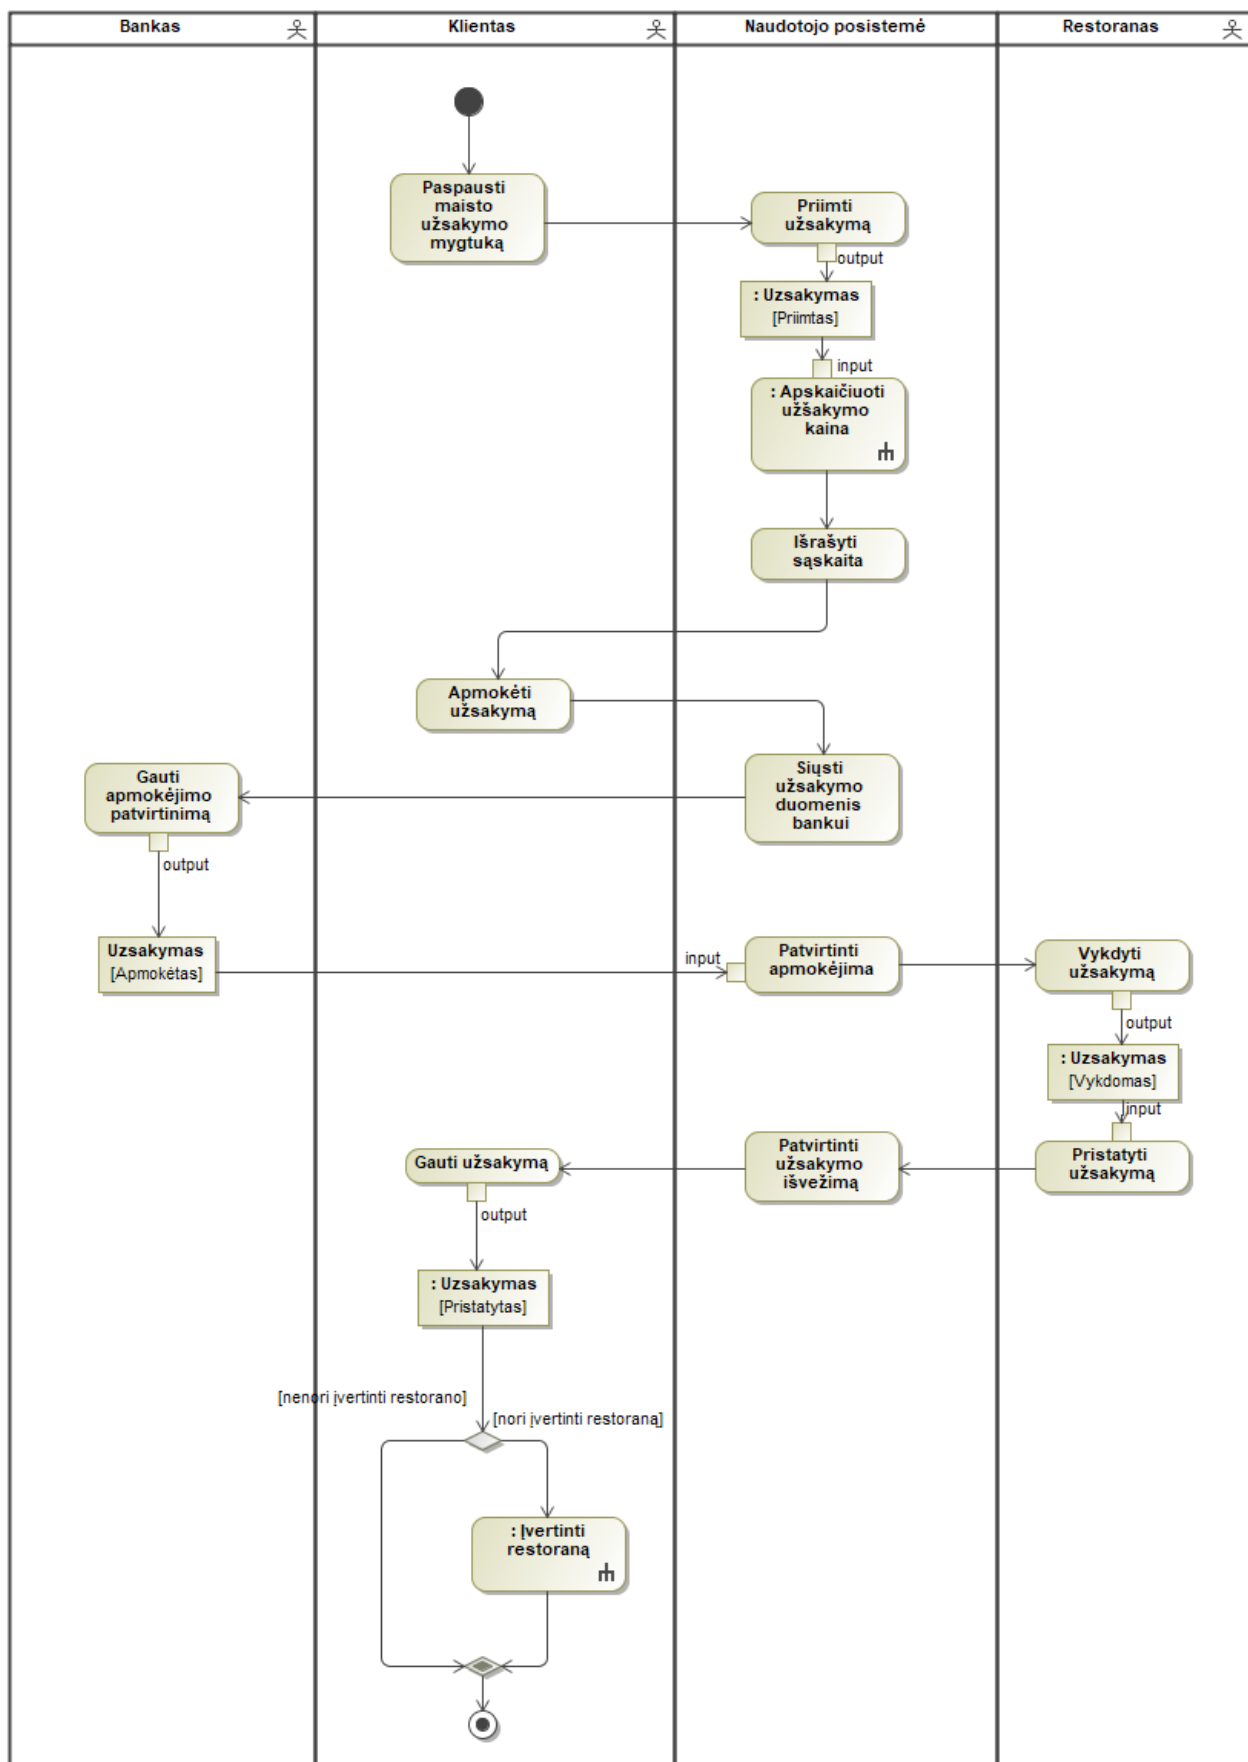 Bankas
Klientas
Naudotojo posistemė
Restoranas
Paspausti
maisto
užsakymo
mygtuką
Priimti
užsakymą
output
: Uzsakymas
[Priimtas]
input
: Apskaičiuoti
užšakymo
kaina
Išrašyti
sąskaita
Apmokėti
užsakymą
Siųsti
užsakymo
duomenis
bankui
Gauti
apmokėjimo
patvirtinimą
output
Uzsakymas
[Apmokėtas]
input
Patvirtinti
apmokėjima
Vykdyti
užsakymą
output
: Uzsakymas
[Vykdomas]
input
Pristatyti
užsakymą
Patvirtinti
užsakymo
išvežimą
Gauti užsakymą
output
: Uzsakymas
[Pristatytas]
[nenori įvertinti restorano]
[nori įvertinti restoraną]
: Įvertinti
restoraną